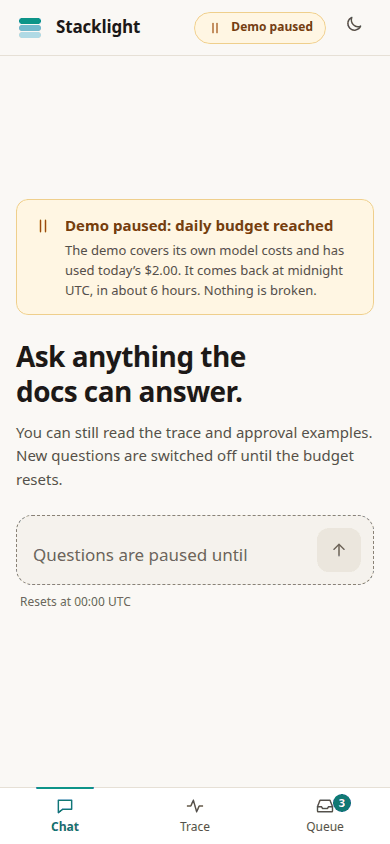 Stacklight
Demo paused
Demo paused: daily budget reached
The demo covers its own model costs and has
used today’s $2.00. It comes back at midnight
UTC, in about 6 hours. Nothing is broken.
Ask anything the
docs can answer.
You can still read the trace and approval examples.
New questions are switched off until the budget
resets.
Questions are paused until
Resets at 00:00 UTC
3
Chat
Trace
Queue